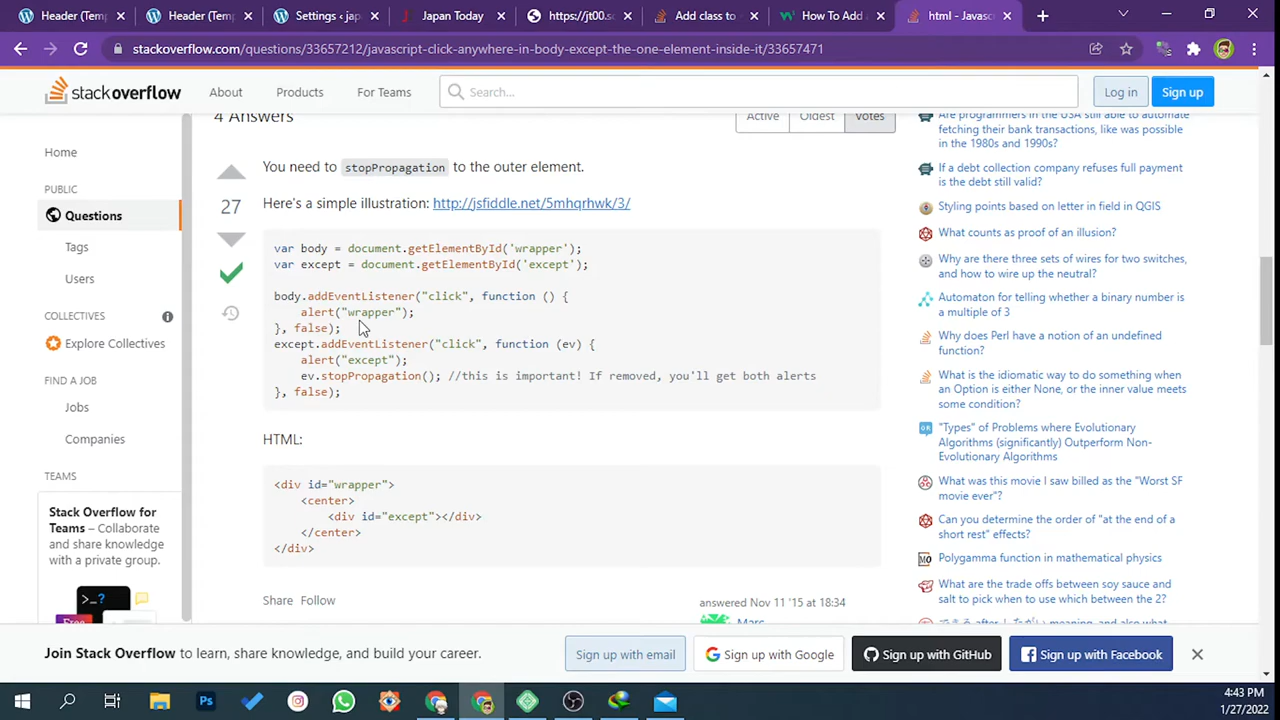 Header (Temp
Header (Temp
Settings ‹ jap
Japan Today
https://jt00.s
Add class to
How To Add
html - Javasc
stackoverflow.com/questions/33657212/javascript-click-anywhere-in-body-except-the-one-element-inside-it/33657471
stackoverflow
About
Products
For Teams
Search...
Log in
Sign up
Home
PUBLIC
Questions
Tags
Users
COLLECTIVES
Explore Collectives
FIND A JOB
Jobs
Companies
TEAMS
Stack Overflow for
Teams – Collaborate
and share knowledge
with a private group.
>_?
Free
4 Answers
Active
Oldest
Votes
27
You need to stopPropagation to the outer element.
Here's a simple illustration: http://jsfiddle.net/5mhqrhwk/3/
var body = document.getElementById('wrapper');
var except = document.getElementById('except');
body.addEventListener("click", function () {
alert("wrapper");
}, false);
except.addEventListener("click", function (ev) {
alert("except");
ev.stopPropagation(); //this is important! If removed, you'll get both alerts
}, false);
HTML:
<div id="wrapper">
<center>
<div id="except"></div>
</center>
</div>
Share Follow
answered Nov 11 '15 at 18:34
Marc
Are programmers in the USA still able to automate
fetching their bank transactions, like was possible
in the 1980s and 1990s?
If a debt collection company refuses full payment
is the debt still valid?
Styling points based on letter in field in QGIS
What counts as proof of an illusion?
Why are there three sets of wires for two switches,
and how to wire up the neutral?
Automaton for telling whether a binary number is
a multiple of 3
Why does Perl have a notion of an undefined
function?
What is the idiomatic way to do something when
an Option is either None, or the inner value meets
some condition?
"Types" of Problems where Evolutionary
Algorithms (significantly) Outperform Non-
Evolutionary Algorithms
What was this movie I saw billed as the "Worst SF
movie ever"?
Can you determine the order of "at the end of a
short rest" effects?
Polygamma function in mathematical physics
What are the trade offs between soy sauce and
salt to pick when to use which between the 2?
Join Stack Overflow to learn, share knowledge, and build your career.
Sign up with email
Sign up with Google
Sign up with GitHub
Sign up with Facebook
4:43 PM
1/27/2022